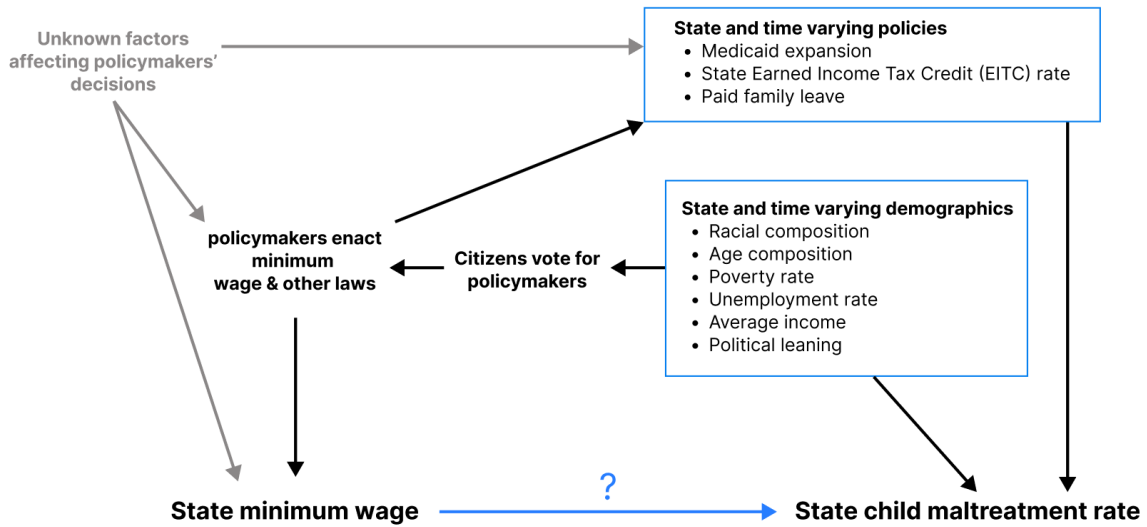 Unknown factors
affecting policymakers’
decisions
State and time varying policies
• Medicaid expansion
• State Earned Income Tax Credit (EITC) rate
• Paid family leave
State and time varying demographics
• Racial composition
• Age composition
• Poverty rate
• Unemployment rate
• Average income
• Political leaning
policymakers enact
minimum
wage & other laws
Citizens vote for
policymakers
?
State minimum wage
State child maltreatment rate